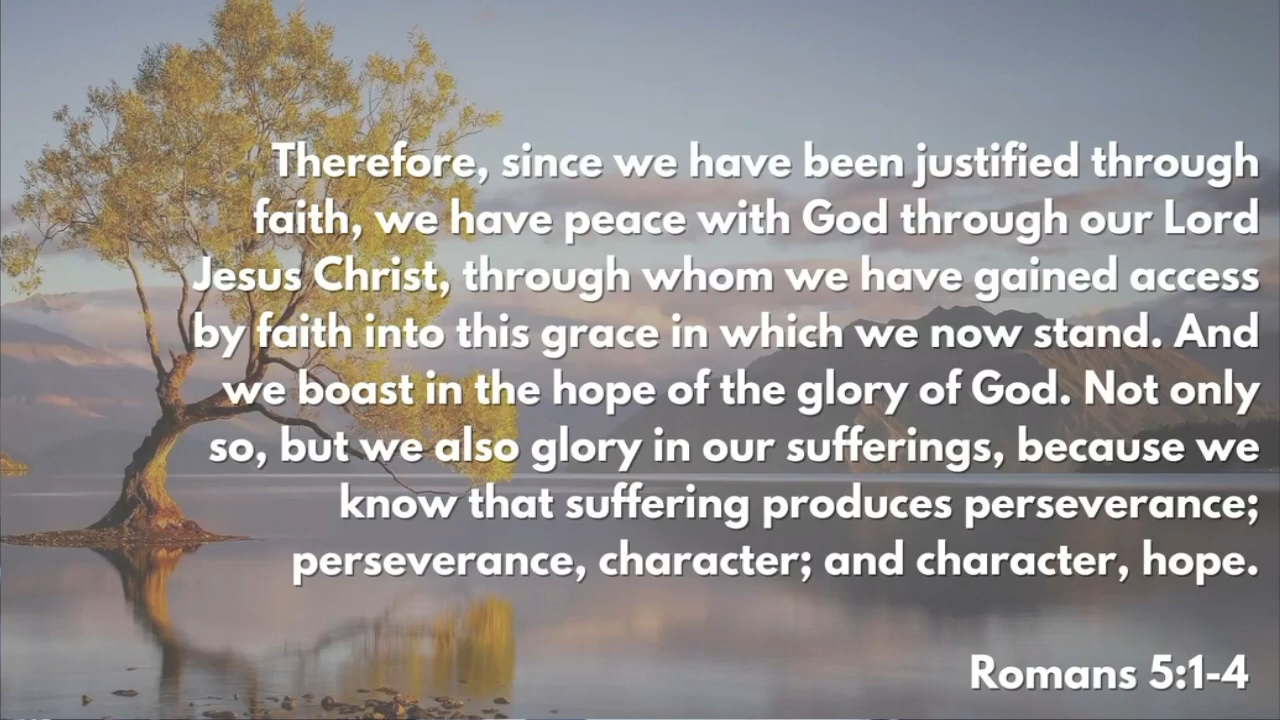 Therefore, since we have been justified through
faith, we have peace with God through our Lord
Jesus Christ, through whom we have gained access
by faith into this grace in which we now stand. And
we boast in the hope of the glory of God. Not only
so, but we also glory in our sufferings, because we
know that suffering produces perseverance;
perseverance, character; and character, hope.
Romans 5:1-4